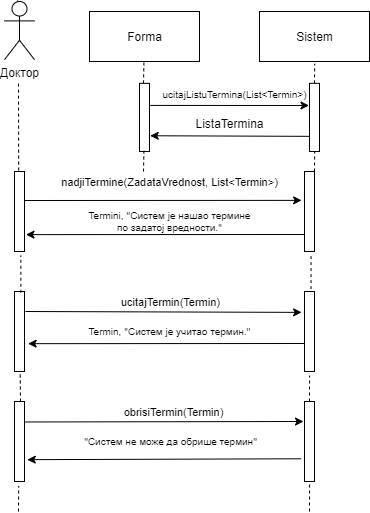 Forma
Sistem
Доктор
ucitajListuTermina(List<Termin>)
ListaTermina
nadjiTermine(ZadataVrednost, List<Termin>)
Termini, "Систем је нашао термине
по задатој вредности."
ucitajTermin(Termin)
Termin, "Систем је учитао термин."
obrisiTermin(Termin)
"Систем не може да обрише термин"